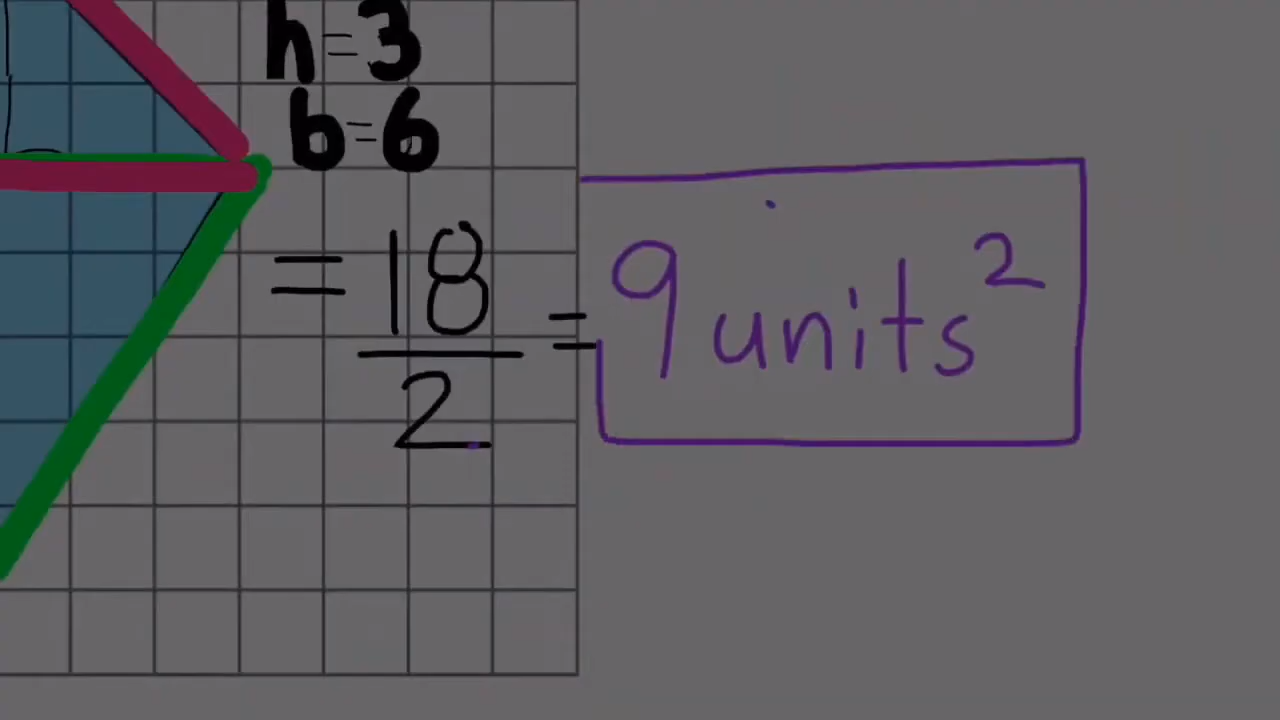 h=3
b=6
= 18/2 = 9 units²